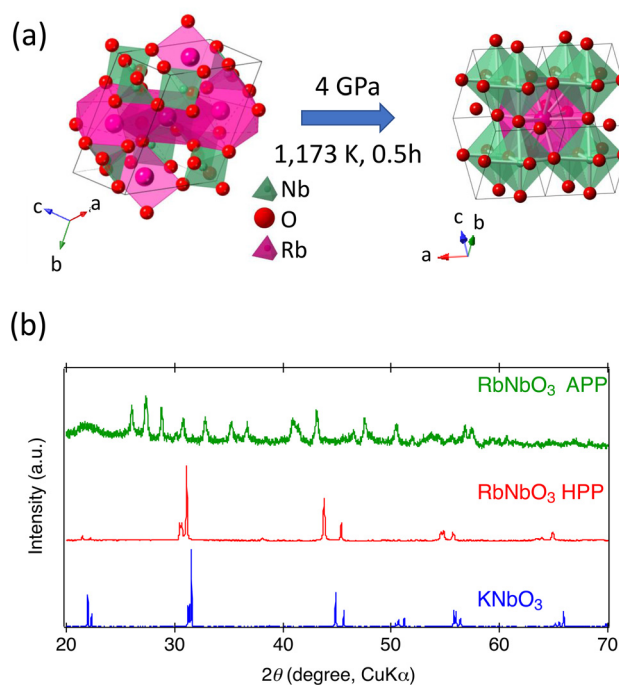 (a)
4 GPa
1,173 K, 0.5h
Nb
O
Rb
c
a
b
c
b
a
(b)
RbNbO₃ APP
RbNbO₃ HPP
KNbO₃
Intensity (a.u.)
20 30 40 50 60 70
2θ (degree, CuKα)